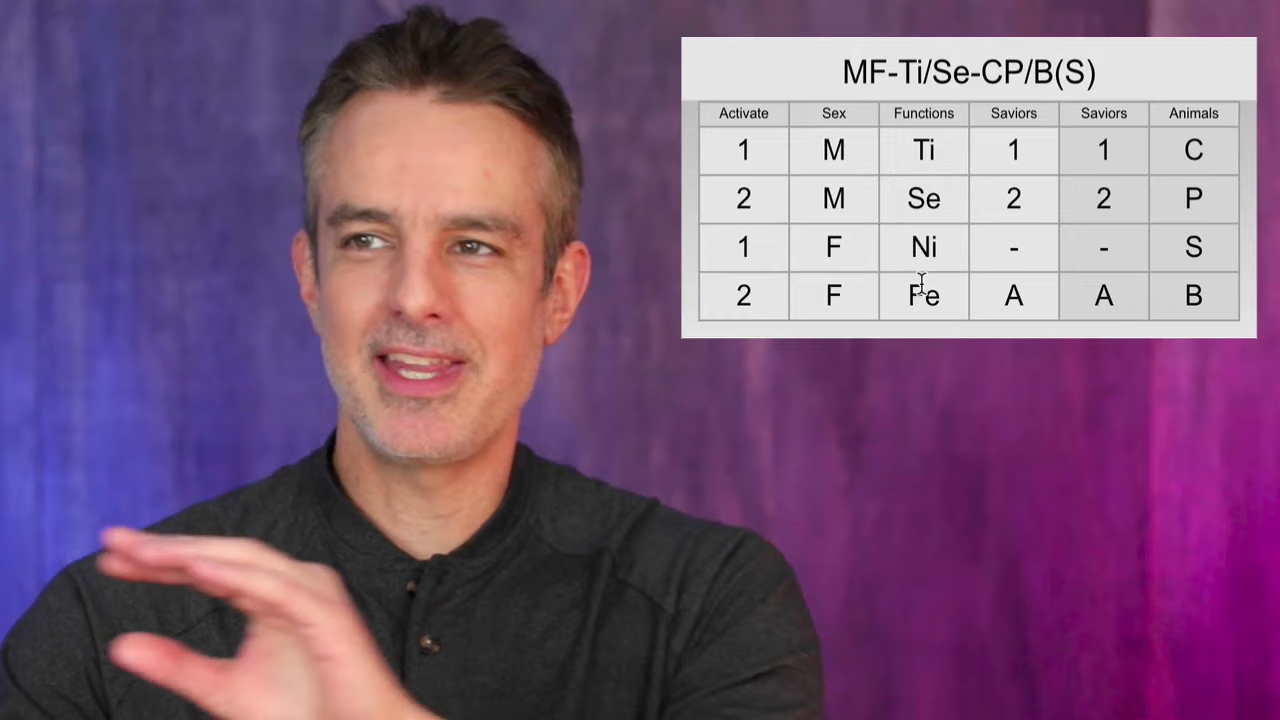 MF-Ti/Se-CP/B(S)
Activate Sex Functions Saviors Saviors Animals
1 M Ti 1 1 C
2 M Se 2 2 P
1 F Ni - - S
2 F Fe A A B